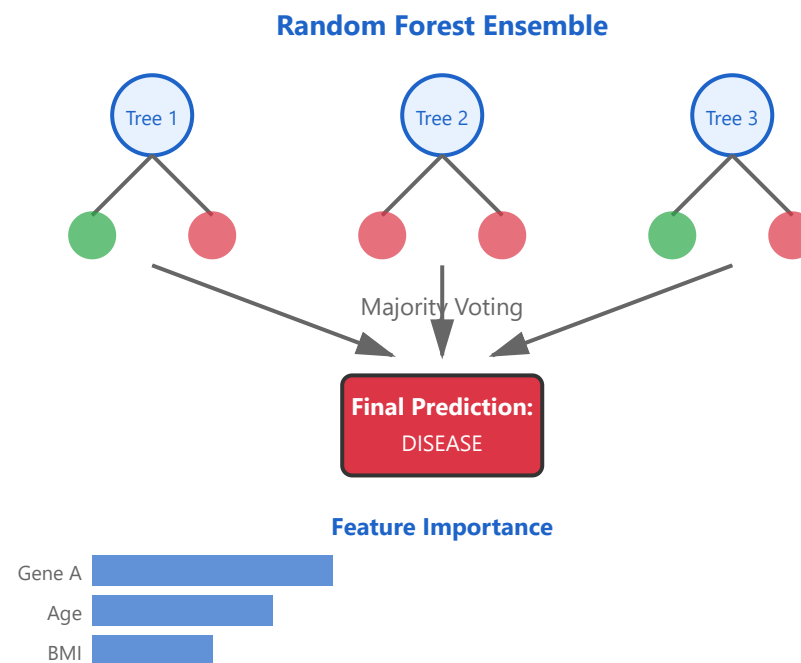 Random Forest Ensemble
Tree 1
Tree 2
Tree 3
Majority Voting
Final Prediction:
DISEASE
Feature Importance
Gene A
Age
BMI